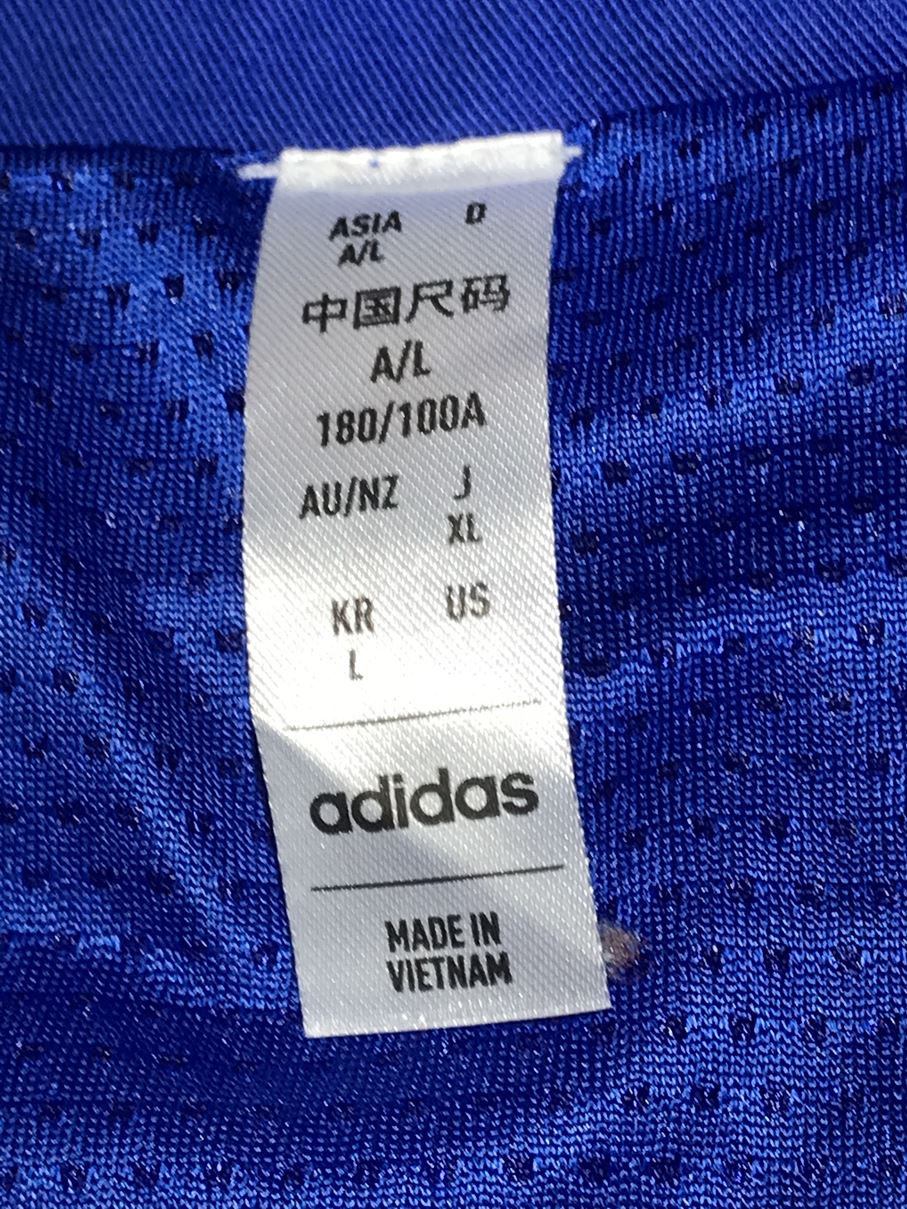 ASIA D
A/L
中国尺码
A/L
180/100A
AU/NZ J
XL
KR US
L
adidas
MADE IN
VIETNAM